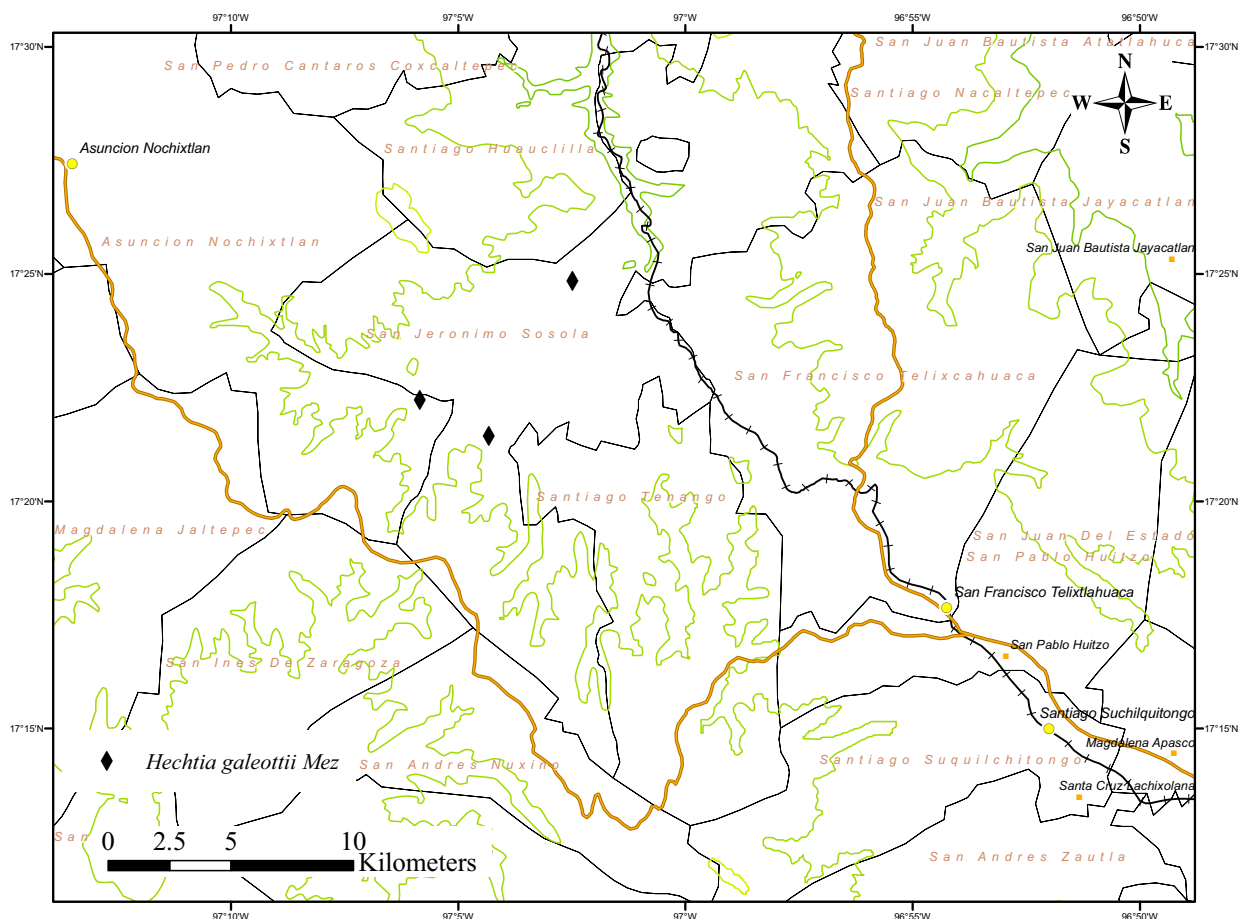 97°10'W 97°5'W 97°0'W 96°55'W 96°50'W
17°30'N 17°30'N
San Juan Bautista Atatlahuca
San Pedro Cantaros Coxcaltepec
N
W E
S
Santiago Nacaltepec
Asuncion Nochixtlan
Santiago Huauclilla
San Juan Bautista Jayacatlan
Asuncion Nochixtlan
San Juan Bautista Jayacatlan
17°25'N 17°25'N
San Jeronimo Sosola
San Francisco Telixcahuaca
17°20'N 17°20'N
Santiago Tenango
Magdalena Jaltepec
San Juan Del Estado
San Pablo Huitzo
San Francisco Telixtlahuaca
San Pablo Huitzo
San Ines De Zaragoza
Santiago Suchilquitongo
17°15'N 17°15'N
Magdalena Apasco
Hechtia galeottii Mez
San Andres Nuxino
Santiago Suquilchitongo
Santa Cruz Lachixolana
San
0 2.5 5 10
Kilometers
San Andres Zautla
97°10'W 97°5'W 97°0'W 96°55'W 96°50'W